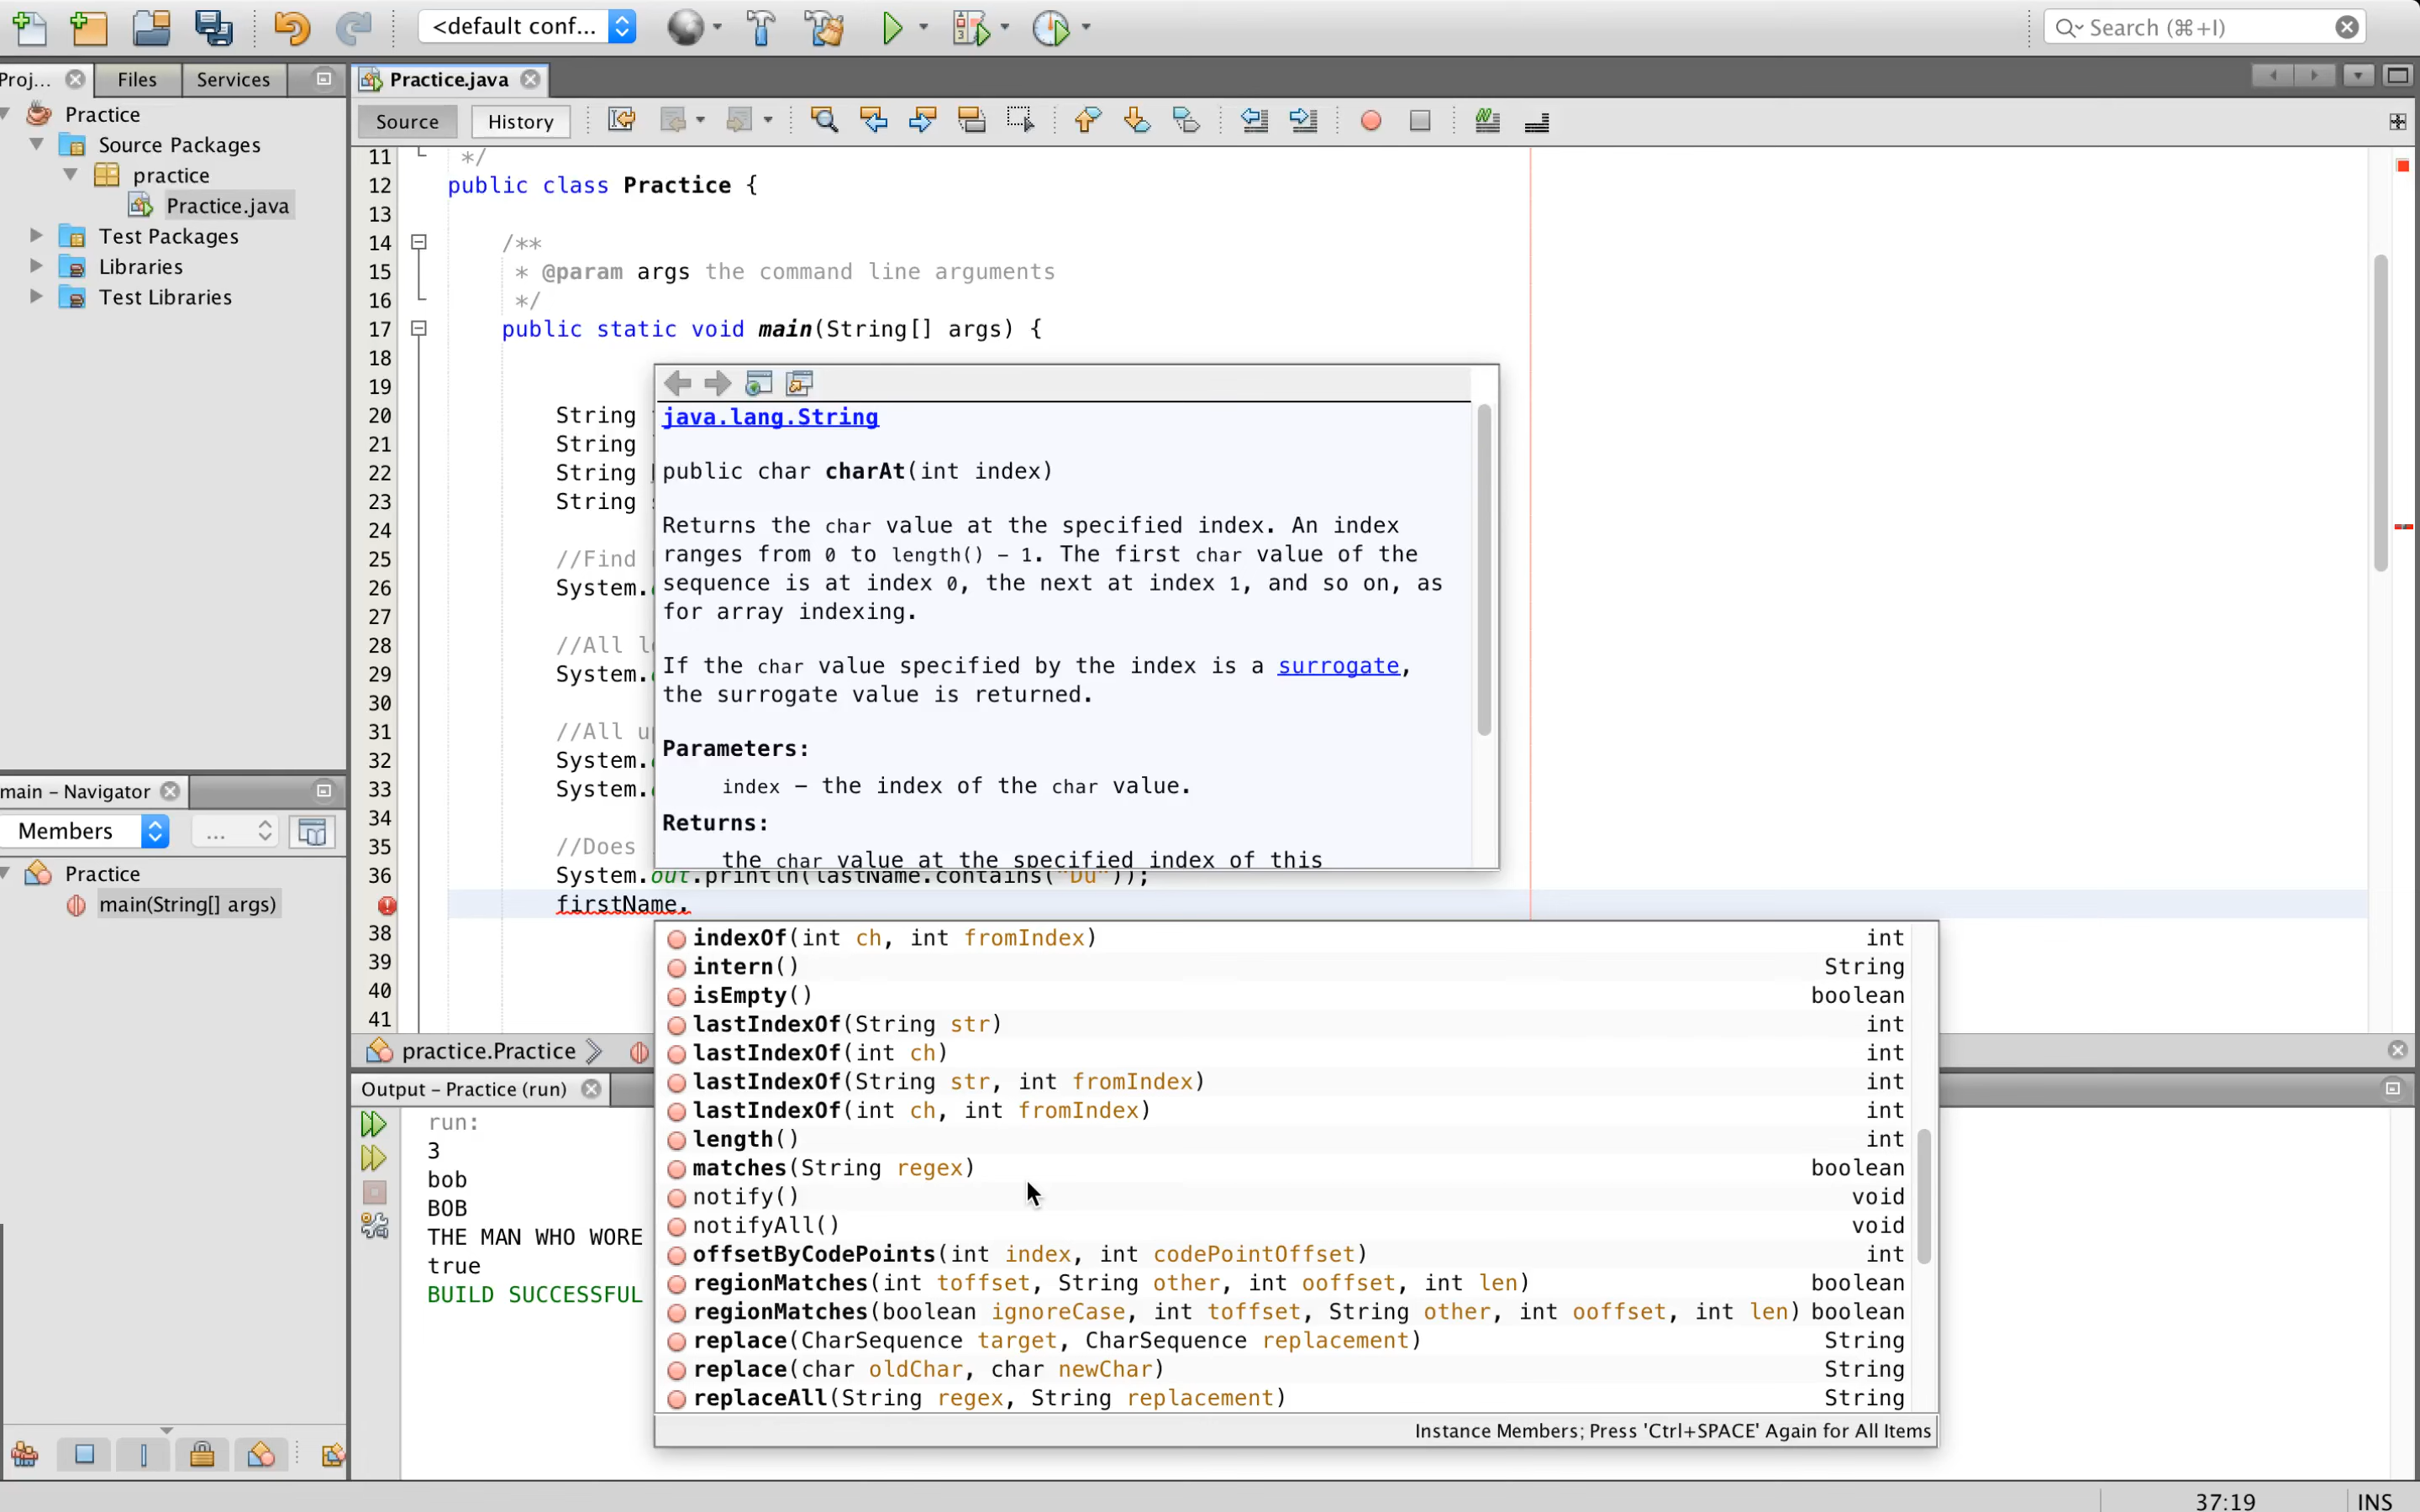 <default conf...
Search (⌘+I)
Proj...
Files
Services
Practice.java
Practice
Source Packages
practice
Practice.java
Test Packages
Libraries
Test Libraries
Source
History
11 */
12 public class Practice {
13
14 /**
15 * @param args the command line arguments
16 */
17 public static void main(String[] args) {
18
19
20 String
21 String
22 String
23 String
24
25 //Find
26 System.
27
28 //All
29 System.
30
31 //All
32 System.
33 System.
34
35 //Does
36 System.out.println(lastName.contains("Du"));
firstName.
38
39
40
41
java.lang.String
public char charAt(int index)
Returns the char value at the specified index. An index
ranges from 0 to length() – 1. The first char value of the
sequence is at index 0, the next at index 1, and so on, as
for array indexing.
If the char value specified by the index is a surrogate,
the surrogate value is returned.
Parameters:
index – the index of the char value.
Returns:
the char value at the specified index of this
indexOf(int ch, int fromIndex) int
intern() String
isEmpty() boolean
lastIndexOf(String str) int
lastIndexOf(int ch) int
lastIndexOf(String str, int fromIndex) int
lastIndexOf(int ch, int fromIndex) int
length() int
matches(String regex) boolean
notify() void
notifyAll() void
offsetByCodePoints(int index, int codePointOffset) int
regionMatches(int toffset, String other, int ooffset, int len) boolean
regionMatches(boolean ignoreCase, int toffset, String other, int ooffset, int len) boolean
replace(CharSequence target, CharSequence replacement) String
replace(char oldChar, char newChar) String
replaceAll(String regex, String replacement) String
Instance Members; Press 'Ctrl+SPACE' Again for All Items
main – Navigator
Members
...
Practice
main(String[] args)
practice.Practice
Output – Practice (run)
run:
3
bob
BOB
THE MAN WHO WORE
true
BUILD SUCCESSFUL
37:19
INS